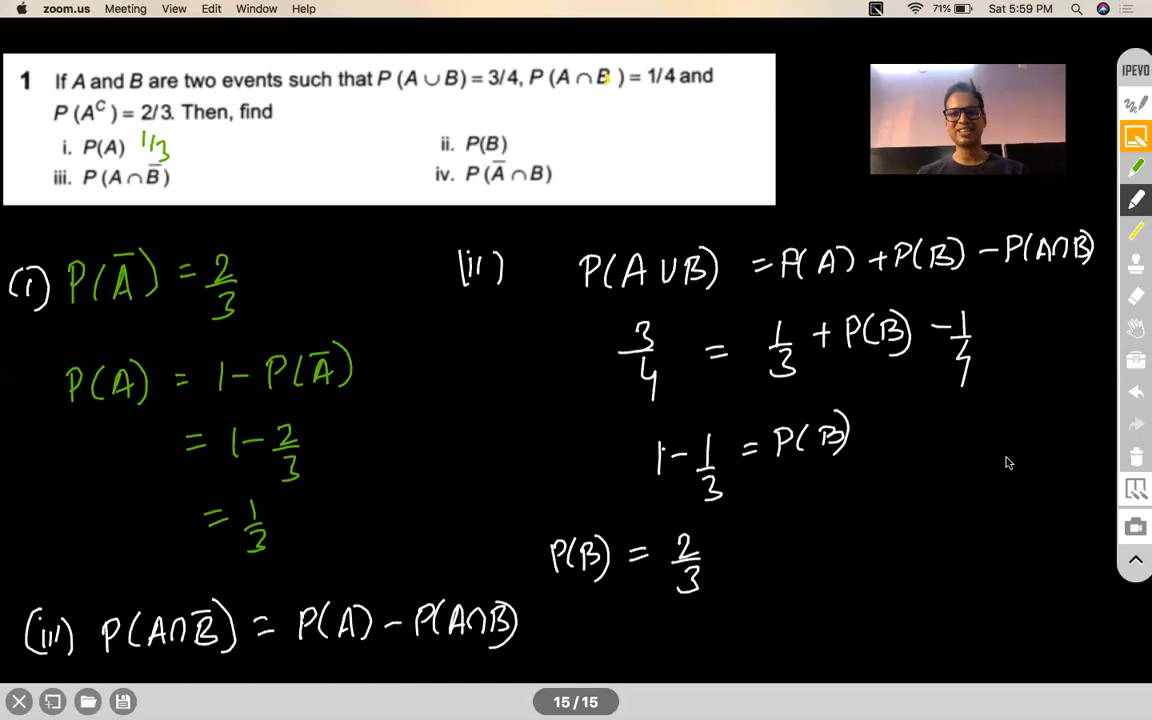 zoom.us Meeting View Edit Window Help 71% Sat 5:59 PM
1 If A and B are two events such that P (A ∪ B) = 3/4, P (A ∩ B ) = 1/4 and
P (Aᶜ) = 2/3. Then, find
i. P(A) 1/3 ii. P(B)
iii. P (A ∩ B̅) iv. P (A̅ ∩ B)
IPEVO
(i) P(A̅) = 2/3
P(A) = 1 - P(A̅)
= 1 - 2/3
= 1/3
(ii) P(A ∪ B) = P(A) + P(B) - P(A∩B)
3/4 = 1/3 + P(B) - 1/4
1 - 1/3 = P(B)
P(B) = 2/3
(iii) P(A∩B̅) = P(A) - P(A∩B)
15 / 15